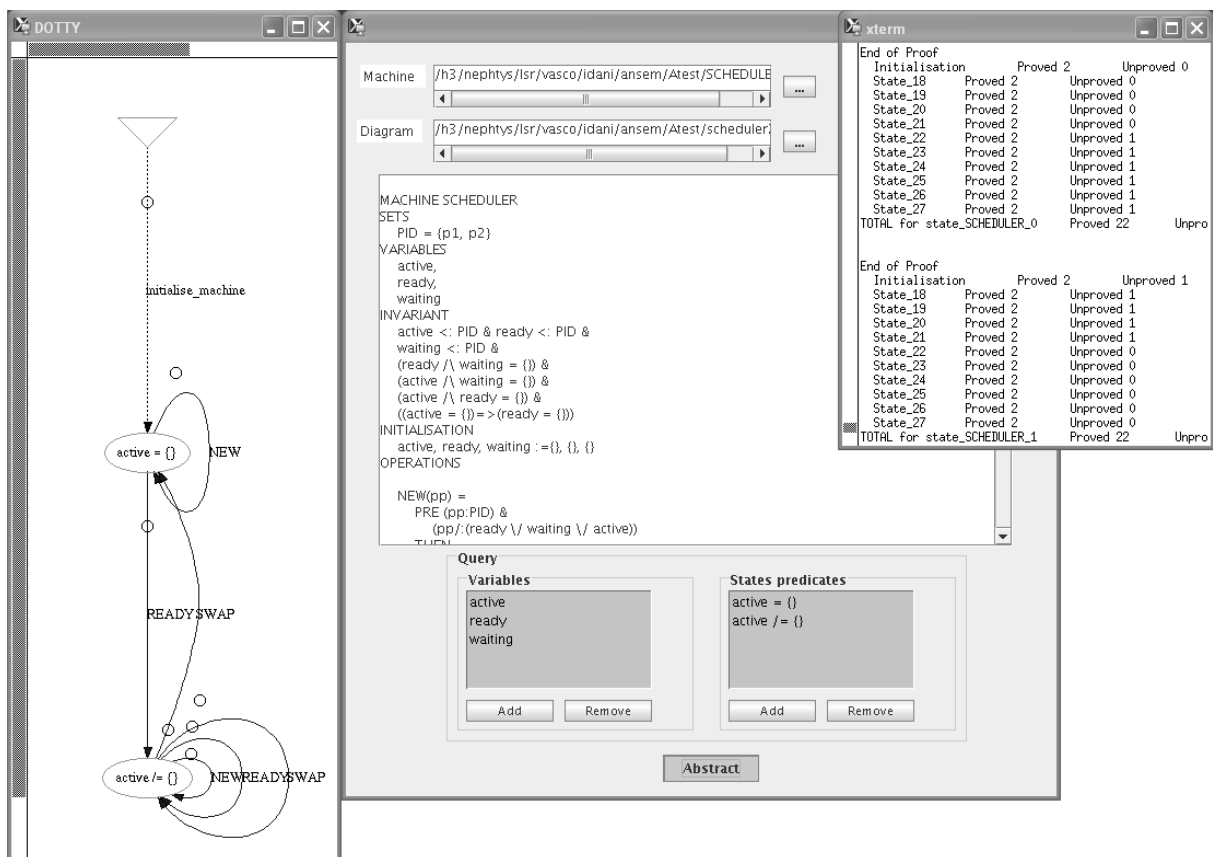 DOTTY
initialise_machine
active = {}
NEW
READY
SWAP
active /= {}
NEW
READY
SWAP
Machine
/h3/nephtys/lsr/vasco/idani/ansem/Atest/SCHEDULE
...
Diagram
/h3/nephtys/lsr/vasco/idani/ansem/Atest/scheduler
...
MACHINE SCHEDULER
SETS
PID = {p1, p2}
VARIABLES
active,
ready,
waiting
INVARIANT
active <: PID & ready <: PID &
waiting <: PID &
(ready /\ waiting = {}) &
(active /\ waiting = {}) &
(active /\ ready = {}) &
((active = {})=>(ready = {}))
INITIALISATION
active, ready, waiting :={}, {}, {}
OPERATIONS
NEW(pp) =
PRE (pp:PID) &
(pp/:(ready \/ waiting \/ active))
THEN
Query
Variables
active
ready
waiting
Add Remove
States predicates
active = {}
active /= {}
Add Remove
Abstract
xterm
End of Proof
Initialisation Proved 2 Unproved 0
State_18 Proved 2 Unproved 0
State_19 Proved 2 Unproved 0
State_20 Proved 2 Unproved 0
State_21 Proved 2 Unproved 0
State_22 Proved 2 Unproved 1
State_23 Proved 2 Unproved 1
State_24 Proved 2 Unproved 1
State_25 Proved 2 Unproved 1
State_26 Proved 2 Unproved 1
State_27 Proved 2 Unproved 1
TOTAL for state_SCHEDULER_0 Proved 22 Unpro
End of Proof
Initialisation Proved 2 Unproved 1
State_18 Proved 2 Unproved 1
State_19 Proved 2 Unproved 1
State_20 Proved 2 Unproved 1
State_21 Proved 2 Unproved 1
State_22 Proved 2 Unproved 0
State_23 Proved 2 Unproved 0
State_24 Proved 2 Unproved 0
State_25 Proved 2 Unproved 0
State_26 Proved 2 Unproved 0
State_27 Proved 2 Unproved 0
TOTAL for state_SCHEDULER_1 Proved 22 Unpro